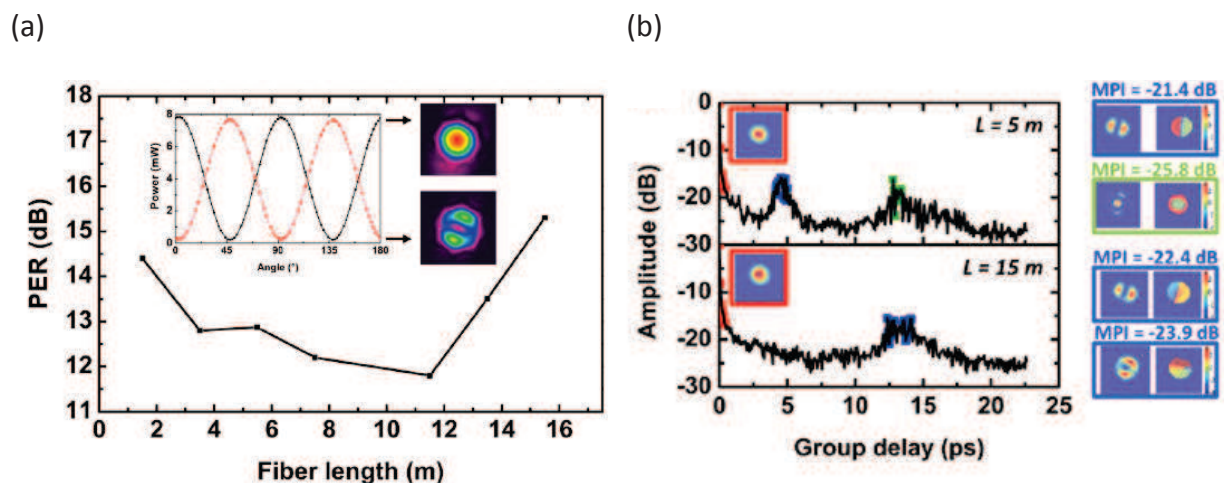 (a)
(b)
18
17
16
15
14
13
12
11
PER (dB)
0 2 4 6 8 10 12 14 16
Fiber length (m)
8
6
4
2
0
Power (mW)
0 45 90 135 180
Angle (°)
0
-10
-20
-30
L = 5 m
-10
-20
-30
L = 15 m
Amplitude (dB)
0 5 10 15 20 25
Group delay (ps)
MPI = -21.4 dB
MPI = -25.8 dB
MPI = -22.4 dB
MPI = -23.9 dB